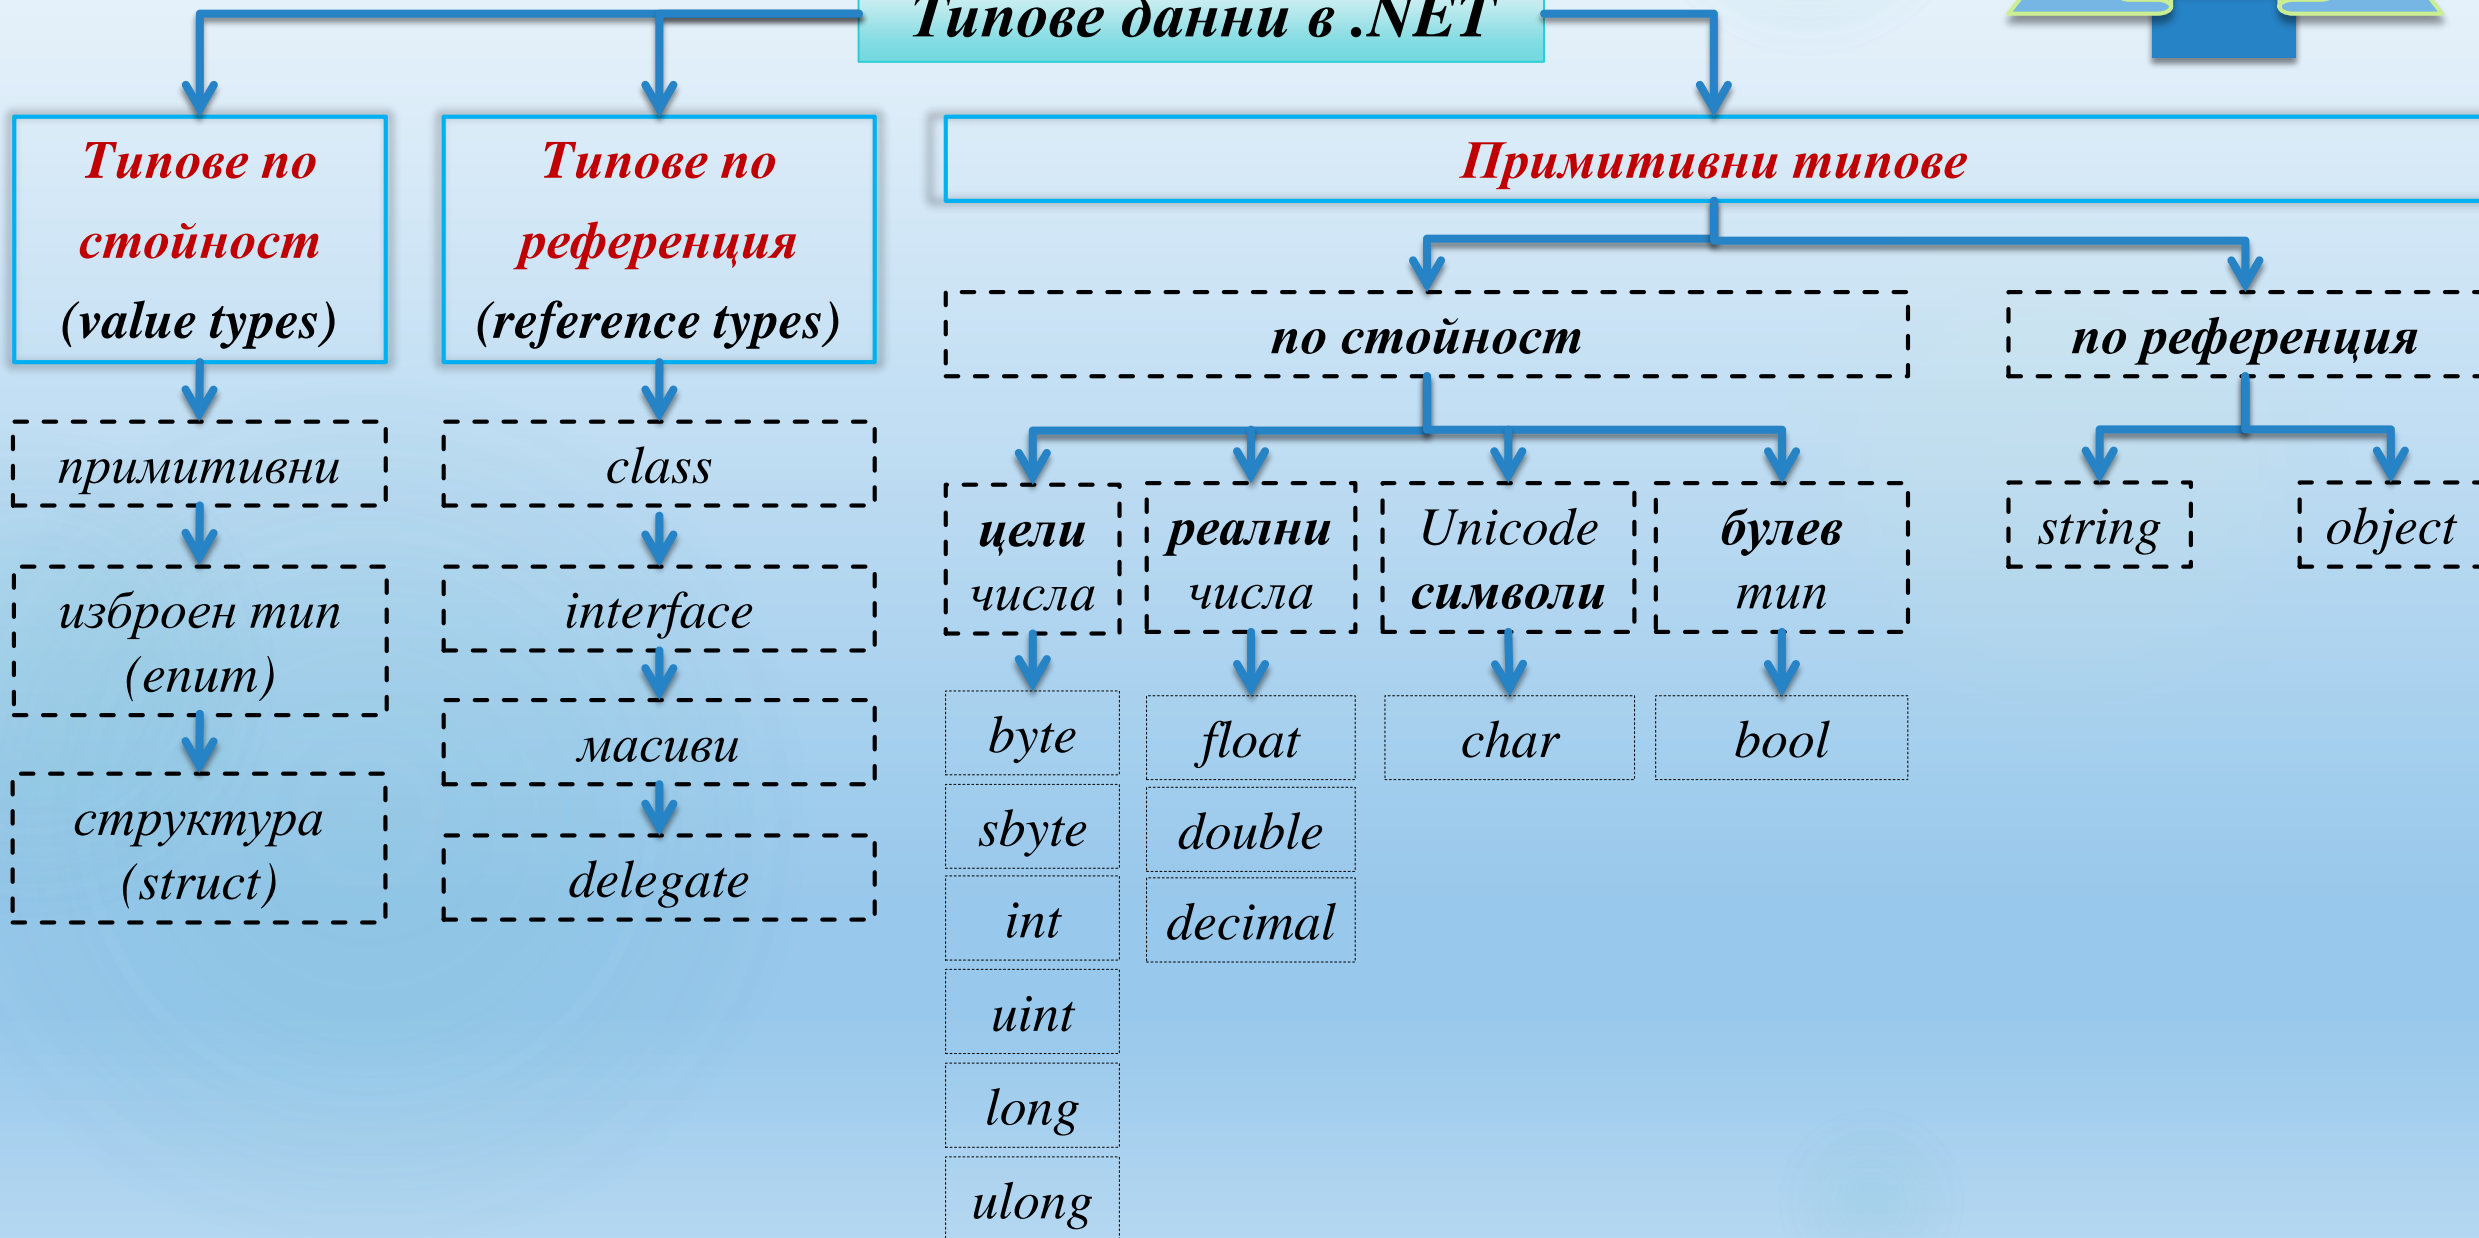 Типове данни в .NET
Типове по
стойност
(value types)
примитивни
изброен тип
(enum)
структура
(struct)
Типове по
референция
(reference types)
class
interface
масиви
delegate
Примитивни типове
по стойност
цели
числа
byte
sbyte
int
uint
long
ulong
реални
числа
float
double
decimal
Unicode
символи
char
булев
тип
bool
по референция
string
object